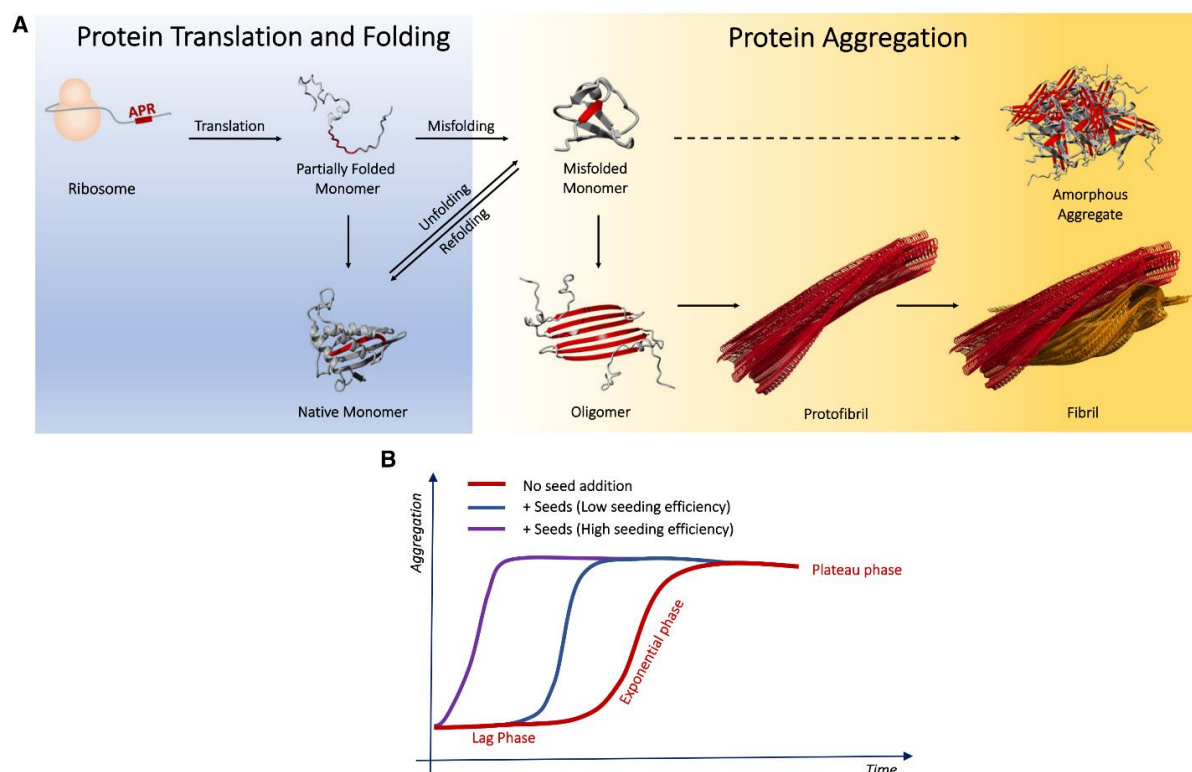 A
Protein Translation and Folding
Protein Aggregation
APR
Ribosome
Translation
Partially Folded
Monomer
Misfolding
Misfolded
Monomer
Amorphous
Aggregate
Unfolding
Refolding
Native Monomer
Oligomer
Protofibril
Fibril
B
Aggregation
No seed addition
+ Seeds (Low seeding efficiency)
+ Seeds (High seeding efficiency)
Plateau phase
Exponential phase
Lag Phase
Time